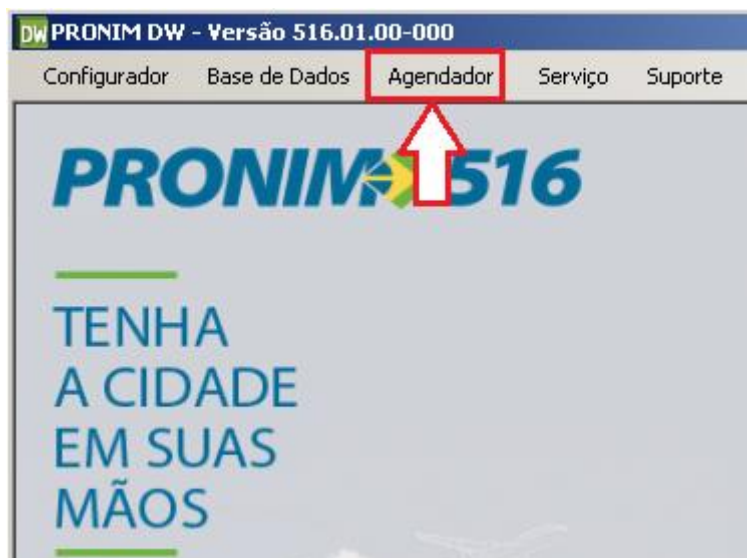 DW PRONIM DW - Versão 516.01.00-000
Configurador Base de Dados Agendador Serviço Suporte
PRONIM 516
TENHA
A CIDADE
EM SUAS
MÃOS